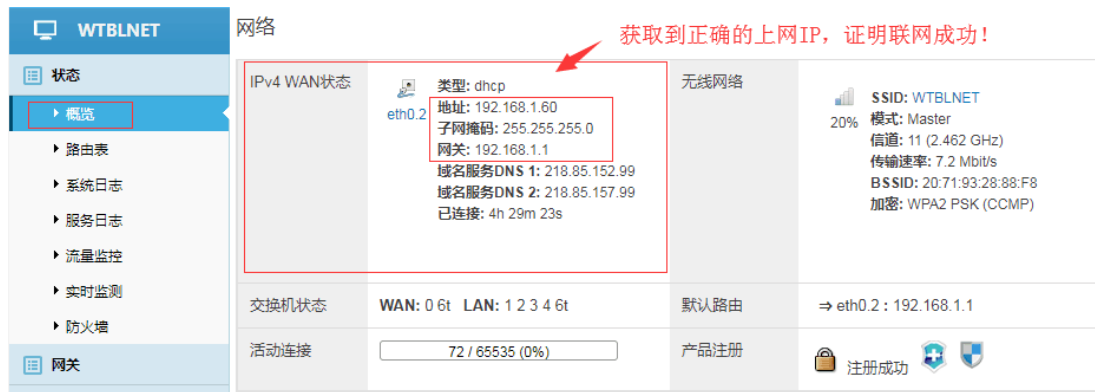 WTBLNET
网络
获取到正确的上网IP，证明联网成功！
状态
概览
路由表
系统日志
服务日志
流量监控
实时监测
防火墙
网关
IPv4 WAN状态
eth0.2
类型: dhcp
地址: 192.168.1.60
子网掩码: 255.255.255.0
网关: 192.168.1.1
域名服务DNS 1: 218.85.152.99
域名服务DNS 2: 218.85.157.99
已连接: 4h 29m 23s
无线网络
20%
SSID: WTBLNET
模式: Master
信道: 11 (2.462 GHz)
传输速率: 7.2 Mbit/s
BSSID: 20:71:93:28:88:F8
加密: WPA2 PSK (CCMP)
交换机状态
WAN: 0 6t LAN: 1 2 3 4 6t
默认路由
⇒ eth0.2 : 192.168.1.1
活动连接
72 / 65535 (0%)
产品注册
注册成功